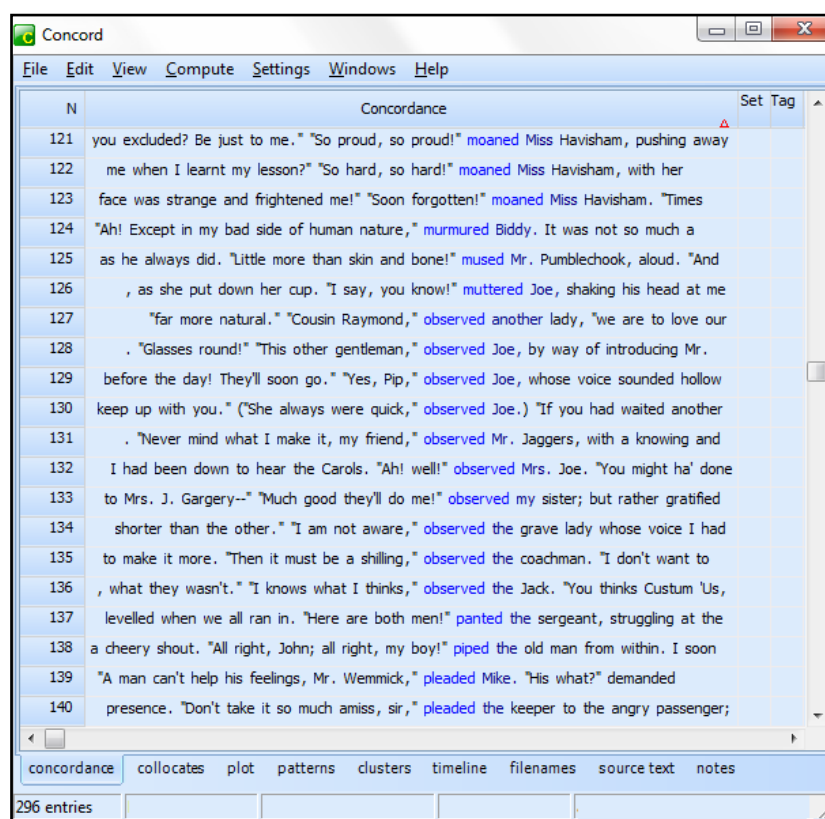 Concord
File Edit View Compute Settings Windows Help
N Concordance Set Tag
121 you excluded? Be just to me." "So proud, so proud!" moaned Miss Havisham, pushing away
122 me when I learnt my lesson?" "So hard, so hard!" moaned Miss Havisham, with her
123 face was strange and frightened me!" "Soon forgotten!" moaned Miss Havisham. "Times
124 "Ah! Except in my bad side of human nature," murmured Biddy. It was not so much a
125 as he always did. "Little more than skin and bone!" mused Mr. Pumblechook, aloud. "And
126 , as she put down her cup. "I say, you know!" muttered Joe, shaking his head at me
127 "far more natural." "Cousin Raymond," observed another lady, "we are to love our
128 . "Glasses round!" "This other gentleman," observed Joe, by way of introducing Mr.
129 before the day! They'll soon go." "Yes, Pip," observed Joe, whose voice sounded hollow
130 keep up with you." ("She always were quick," observed Joe.) "If you had waited another
131 . "Never mind what I make it, my friend," observed Mr. Jaggers, with a knowing and
132 I had been down to hear the Carols. "Ah! well!" observed Mrs. Joe. "You might ha' done
133 to Mrs. J. Gargery--" "Much good they'll do me!" observed my sister; but rather gratified
134 shorter than the other." "I am not aware," observed the grave lady whose voice I had
135 to make it more. "Then it must be a shilling," observed the coachman. "I don't want to
136 , what they wasn't." "I knows what I thinks," observed the Jack. "You thinks Custum 'Us,
137 levelled when we all ran in. "Here are both men!" panted the sergeant, struggling at the
138 a cheery shout. "All right, John; all right, my boy!" piped the old man from within. I soon
139 "A man can't help his feelings, Mr. Wemmick," pleaded Mike. "His what?" demanded
140 presence. "Don't take it so much amiss, sir," pleaded the keeper to the angry passenger;
concordance collocates plot patterns clusters timeline filenames source text notes
296 entries